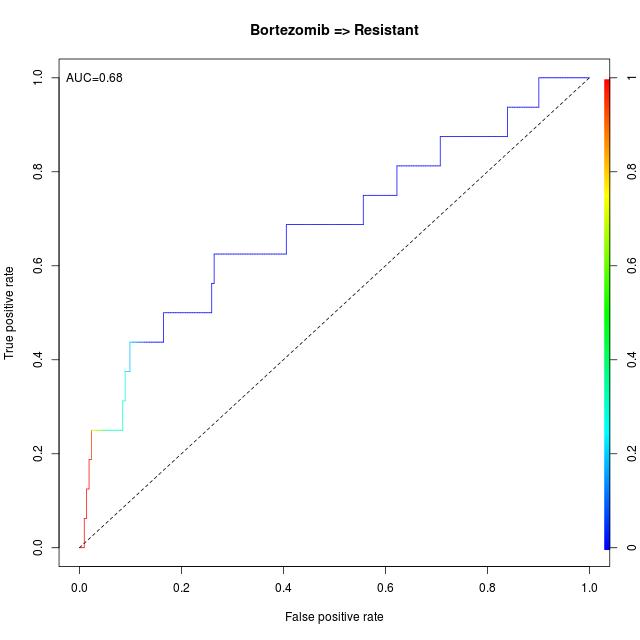 Bortezomib => Resistant
AUC=0.68
True positive rate
1.0
0.8
0.6
0.4
0.2
0.0
1
0.8
0.6
0.4
0.2
0
0.0 0.2 0.4 0.6 0.8 1.0
False positive rate